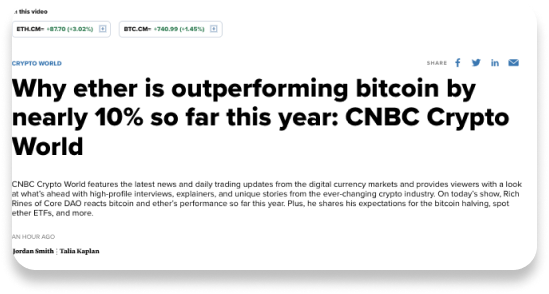 this video
ETH.CM= +87.70 (+3.02%) +
BTC.CM= +740.99 (+1.45%) +
CRYPTO WORLD
SHARE
Why ether is outperforming bitcoin by
nearly 10% so far this year: CNBC Crypto
World
CNBC Crypto World features the latest news and daily trading updates from the digital currency markets and provides viewers with a look
at what's ahead with high-profile interviews, explainers, and unique stories from the ever-changing crypto industry. On today's show, Rich
Rines of Core DAO reacts bitcoin and ether's performance so far this year. Plus, he shares his expectations for the bitcoin halving, spot
ether ETFs, and more.
AN HOUR AGO
Jordan Smith | Talia Kaplan